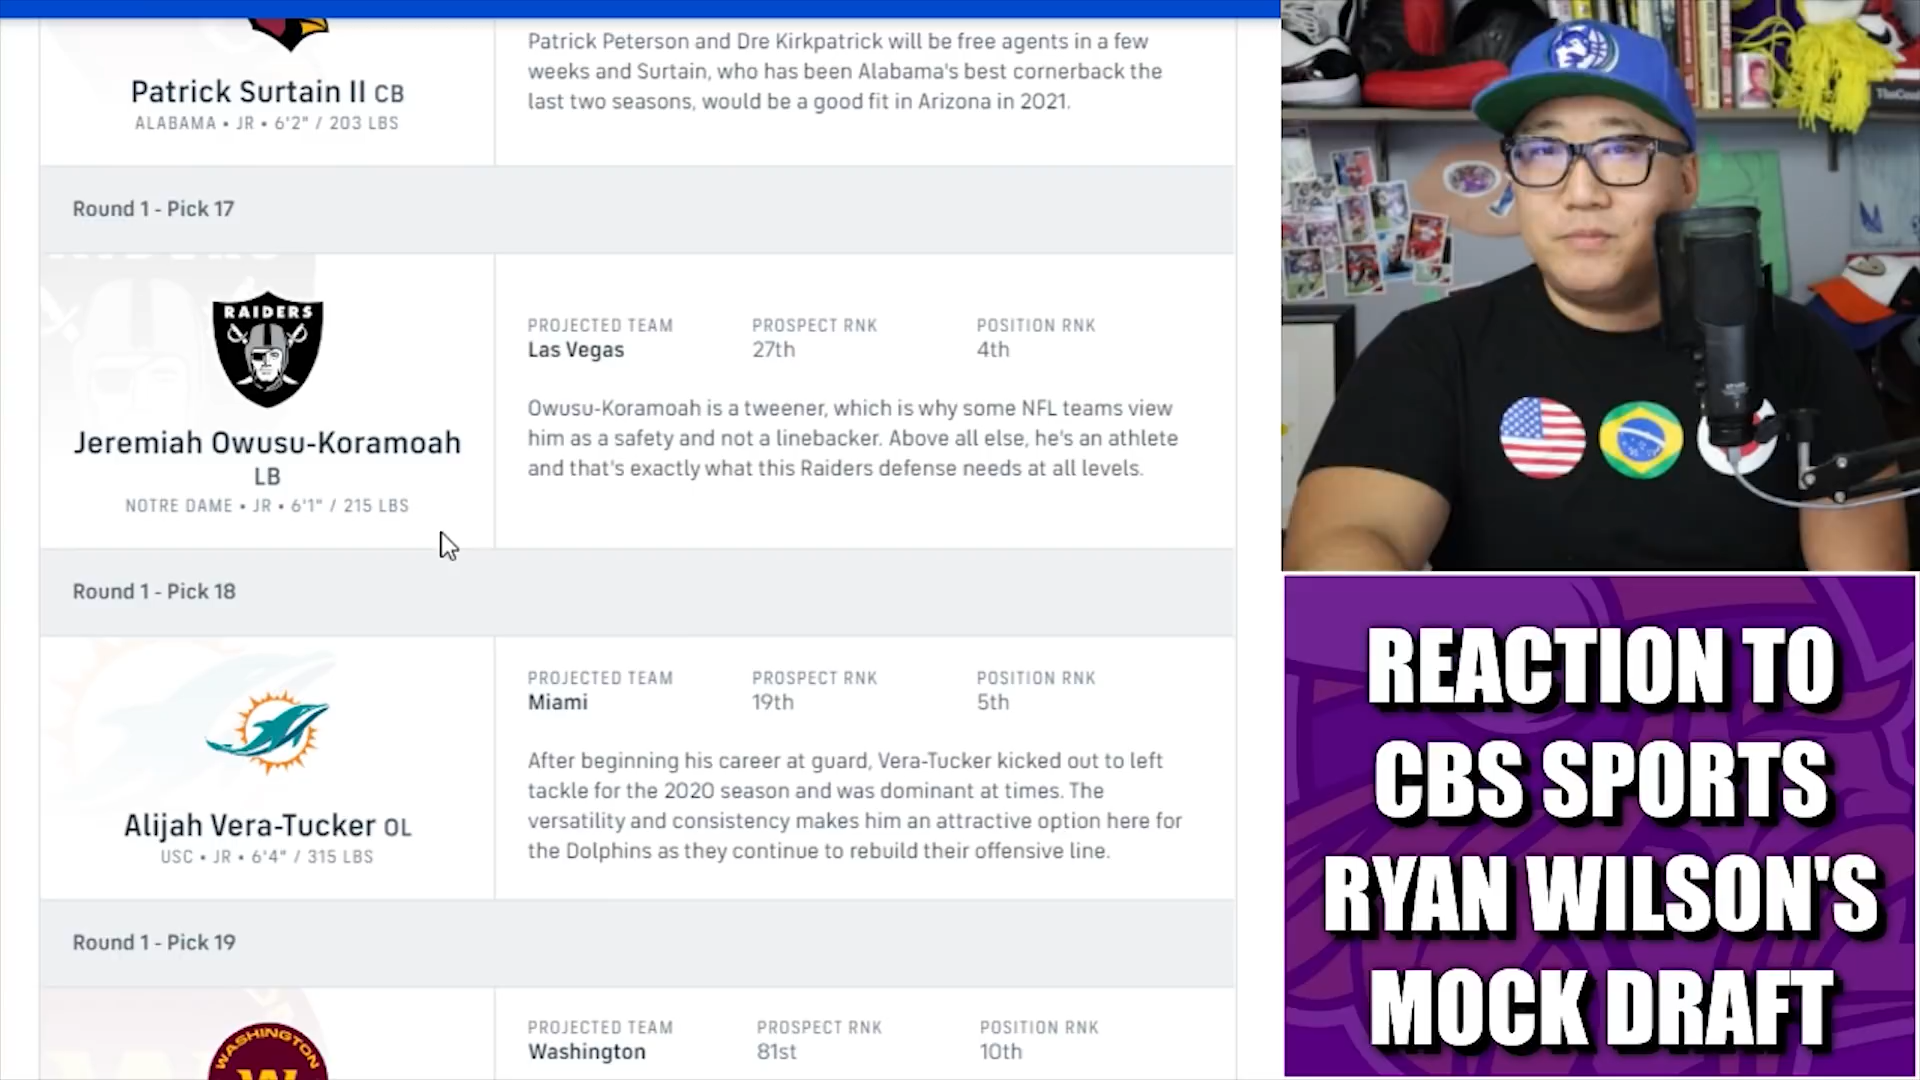 Patrick Surtain II CB
ALABAMA • JR • 6'2" / 203 LBS
Patrick Peterson and Dre Kirkpatrick will be free agents in a few
weeks and Surtain, who has been Alabama's best cornerback the
last two seasons, would be a good fit in Arizona in 2021.
Round 1 - Pick 17
RAIDERS
Jeremiah Owusu-Koramoah
LB
NOTRE DAME • JR • 6'1" / 215 LBS
PROJECTED TEAM
Las Vegas
PROSPECT RNK
27th
POSITION RNK
4th
Owusu-Koramoah is a tweener, which is why some NFL teams view
him as a safety and not a linebacker. Above all else, he's an athlete
and that's exactly what this Raiders defense needs at all levels.
Round 1 - Pick 18
Alijah Vera-Tucker OL
USC • JR • 6'4" / 315 LBS
PROJECTED TEAM
Miami
PROSPECT RNK
19th
POSITION RNK
5th
After beginning his career at guard, Vera-Tucker kicked out to left
tackle for the 2020 season and was dominant at times. The
versatility and consistency makes him an attractive option here for
the Dolphins as they continue to rebuild their offensive line.
Round 1 - Pick 19
WASHINGTON
W
PROJECTED TEAM
Washington
PROSPECT RNK
81st
POSITION RNK
10th
REACTION TO
CBS SPORTS
RYAN WILSON'S
MOCK DRAFT